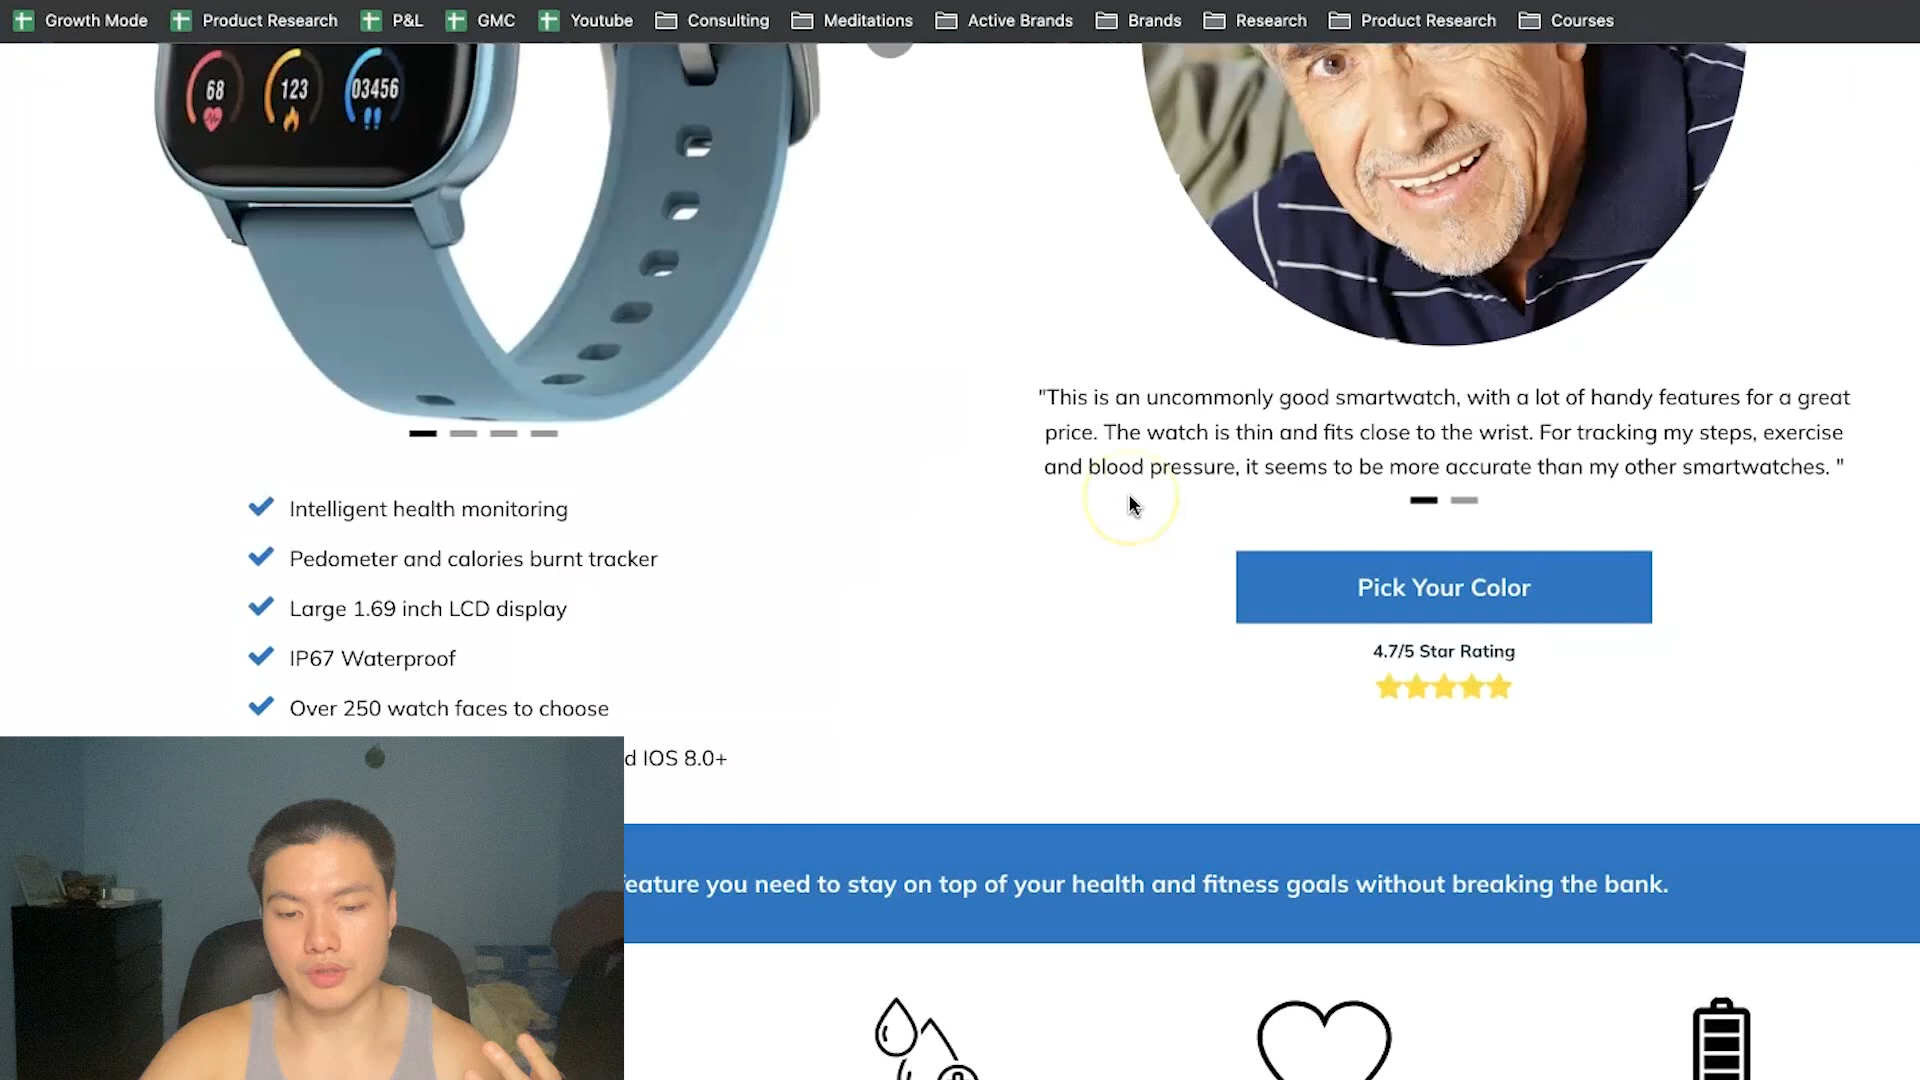 Growth Mode Product Research P&L GMC Youtube Consulting Meditations Active Brands Brands Research Product Research Courses
68 123 03456
"This is an uncommonly good smartwatch, with a lot of handy features for a great
price. The watch is thin and fits close to the wrist. For tracking my steps, exercise
and blood pressure, it seems to be more accurate than my other smartwatches. "
Intelligent health monitoring
Pedometer and calories burnt tracker
Large 1.69 inch LCD display
IP67 Waterproof
Over 250 watch faces to choose
d IOS 8.0+
Pick Your Color
4.7/5 Star Rating
feature you need to stay on top of your health and fitness goals without breaking the bank.